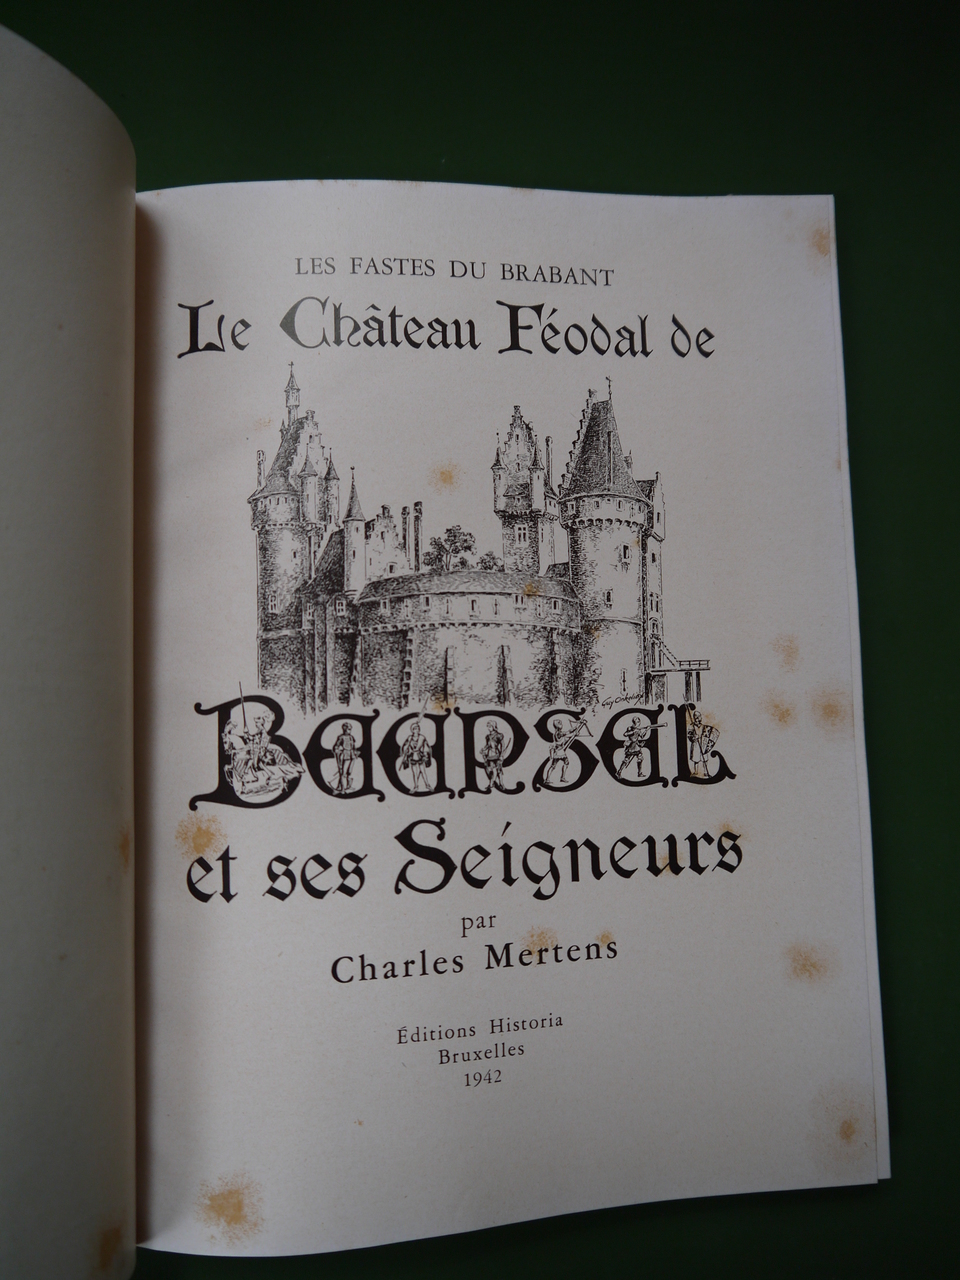 LES FASTES DU BRABANT
Le Château Féodal de
Beersel
et ses Seigneurs
par
Charles Mertens
Éditions Historia
Bruxelles
1942